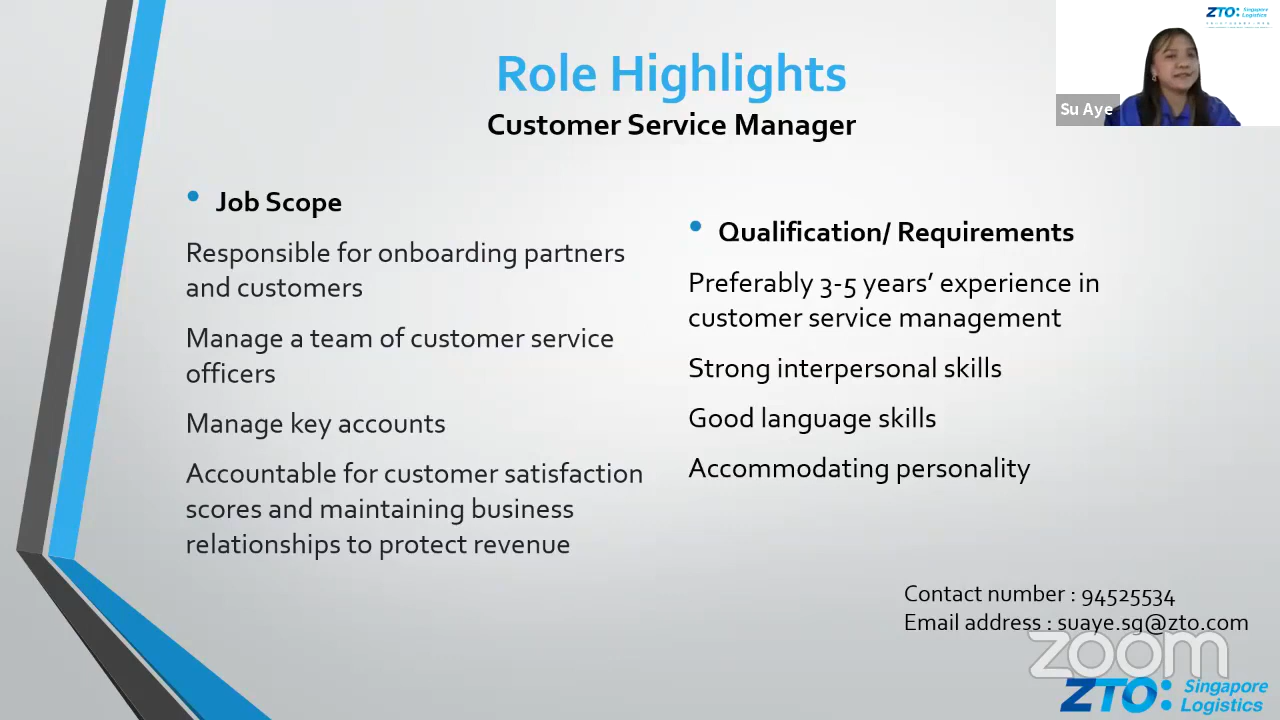 Role Highlights
Customer Service Manager
• Job Scope
Responsible for onboarding partners
and customers
Manage a team of customer service
officers
Manage key accounts
Accountable for customer satisfaction
scores and maintaining business
relationships to protect revenue
• Qualification/ Requirements
Preferably 3-5 years’ experience in
customer service management
Strong interpersonal skills
Good language skills
Accommodating personality
Contact number : 94525534
Email address : suaye.sg@zto.com
zoom
ZTO: Singapore
Logistics
ZTO: Singapore
Logistics
Su Aye